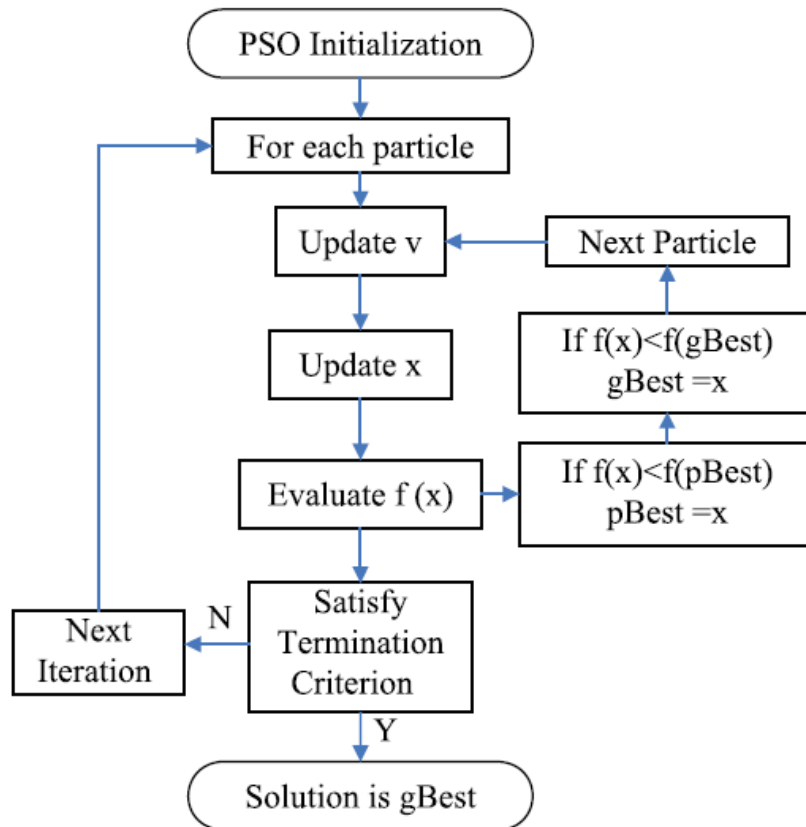 PSO Initialization
For each particle
Update v
Next Particle
Update x
If f(x)<f(gBest)
gBest =x
Evaluate f (x)
If f(x)<f(pBest)
pBest =x
Satisfy
Termination
Criterion
N
Next
Iteration
Y
Solution is gBest